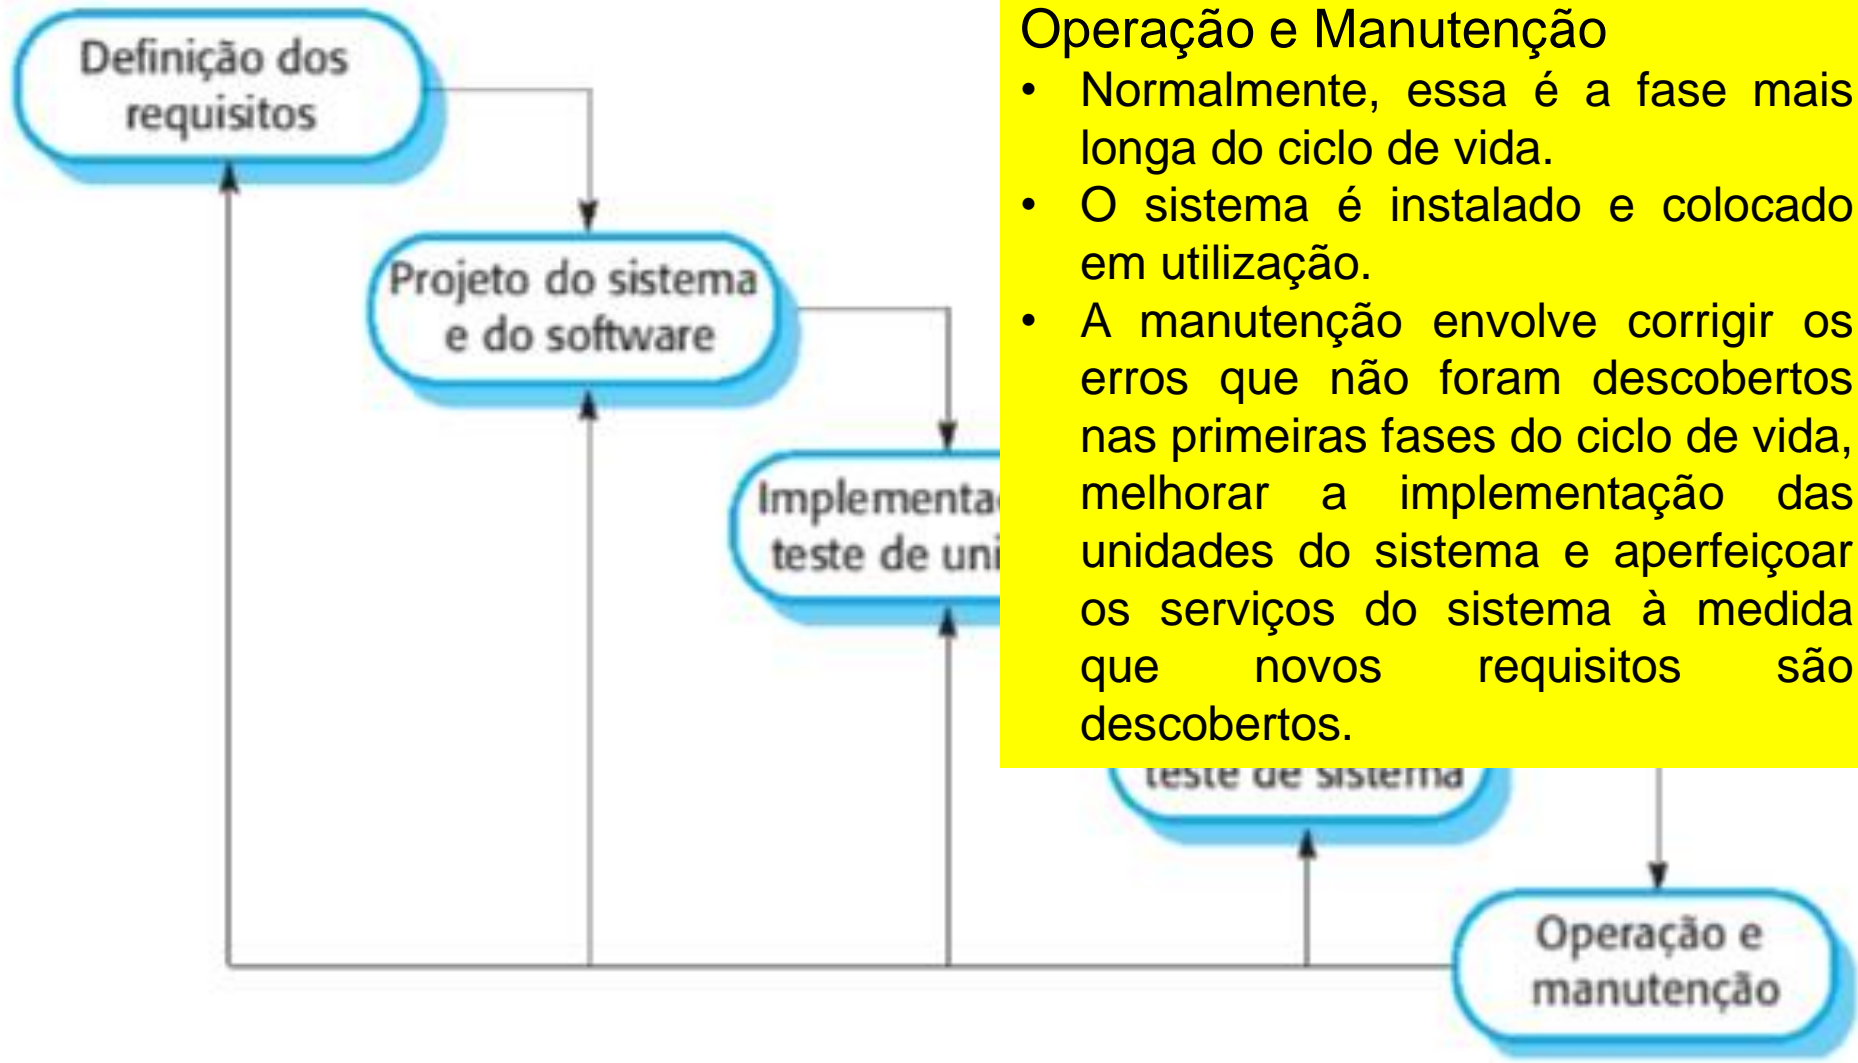 Definição dos
requisitos
Projeto do sistema
e do software
Implementa
teste de uni
Operação e Manutenção
• Normalmente, essa é a fase mais
longa do ciclo de vida.
• O sistema é instalado e colocado
em utilização.
• A manutenção envolve corrigir os
erros que não foram descobertos
nas primeiras fases do ciclo de vida,
melhorar a implementação das
unidades do sistema e aperfeiçoar
os serviços do sistema à medida
que novos requisitos são
descobertos.
teste de sistema
Operação e
manutenção